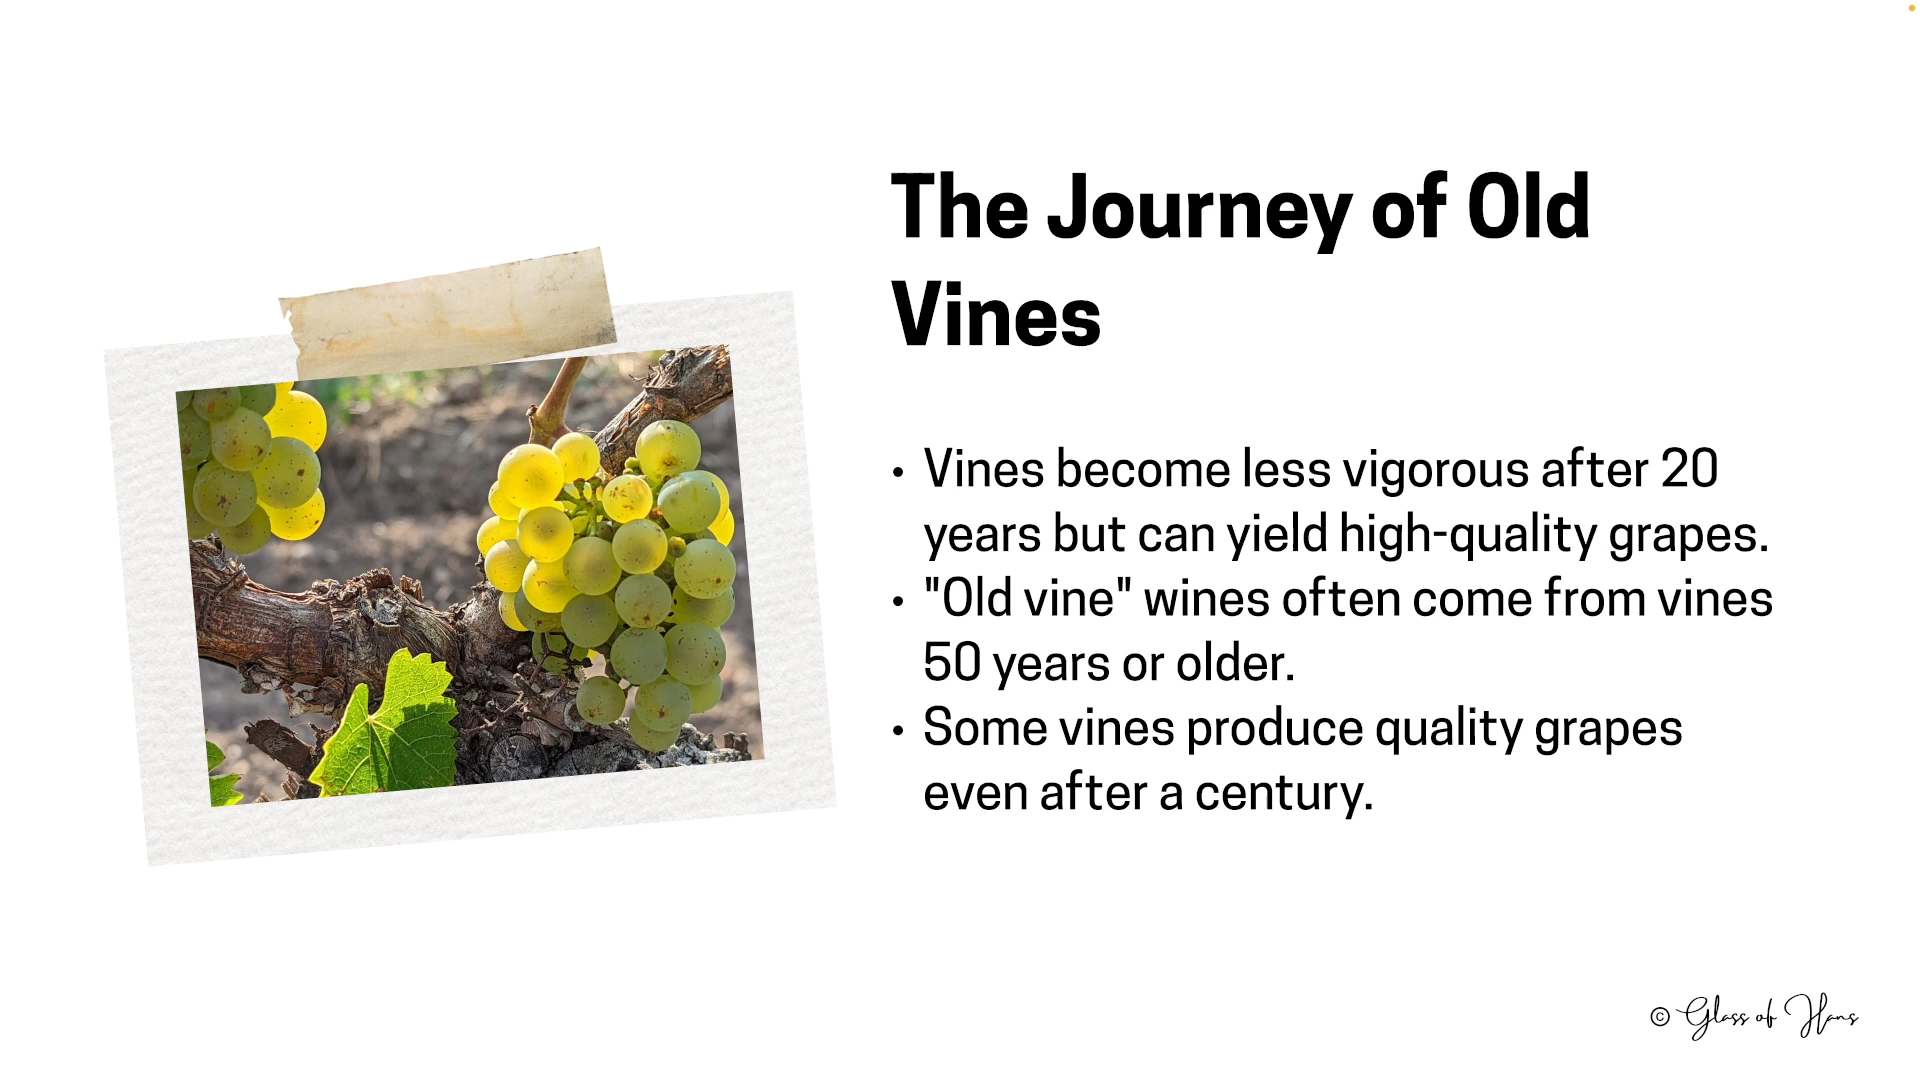 The Journey of Old
Vines
• Vines become less vigorous after 20
years but can yield high-quality grapes.
• "Old vine" wines often come from vines
50 years or older.
• Some vines produce quality grapes
even after a century.
© Glass of Hans